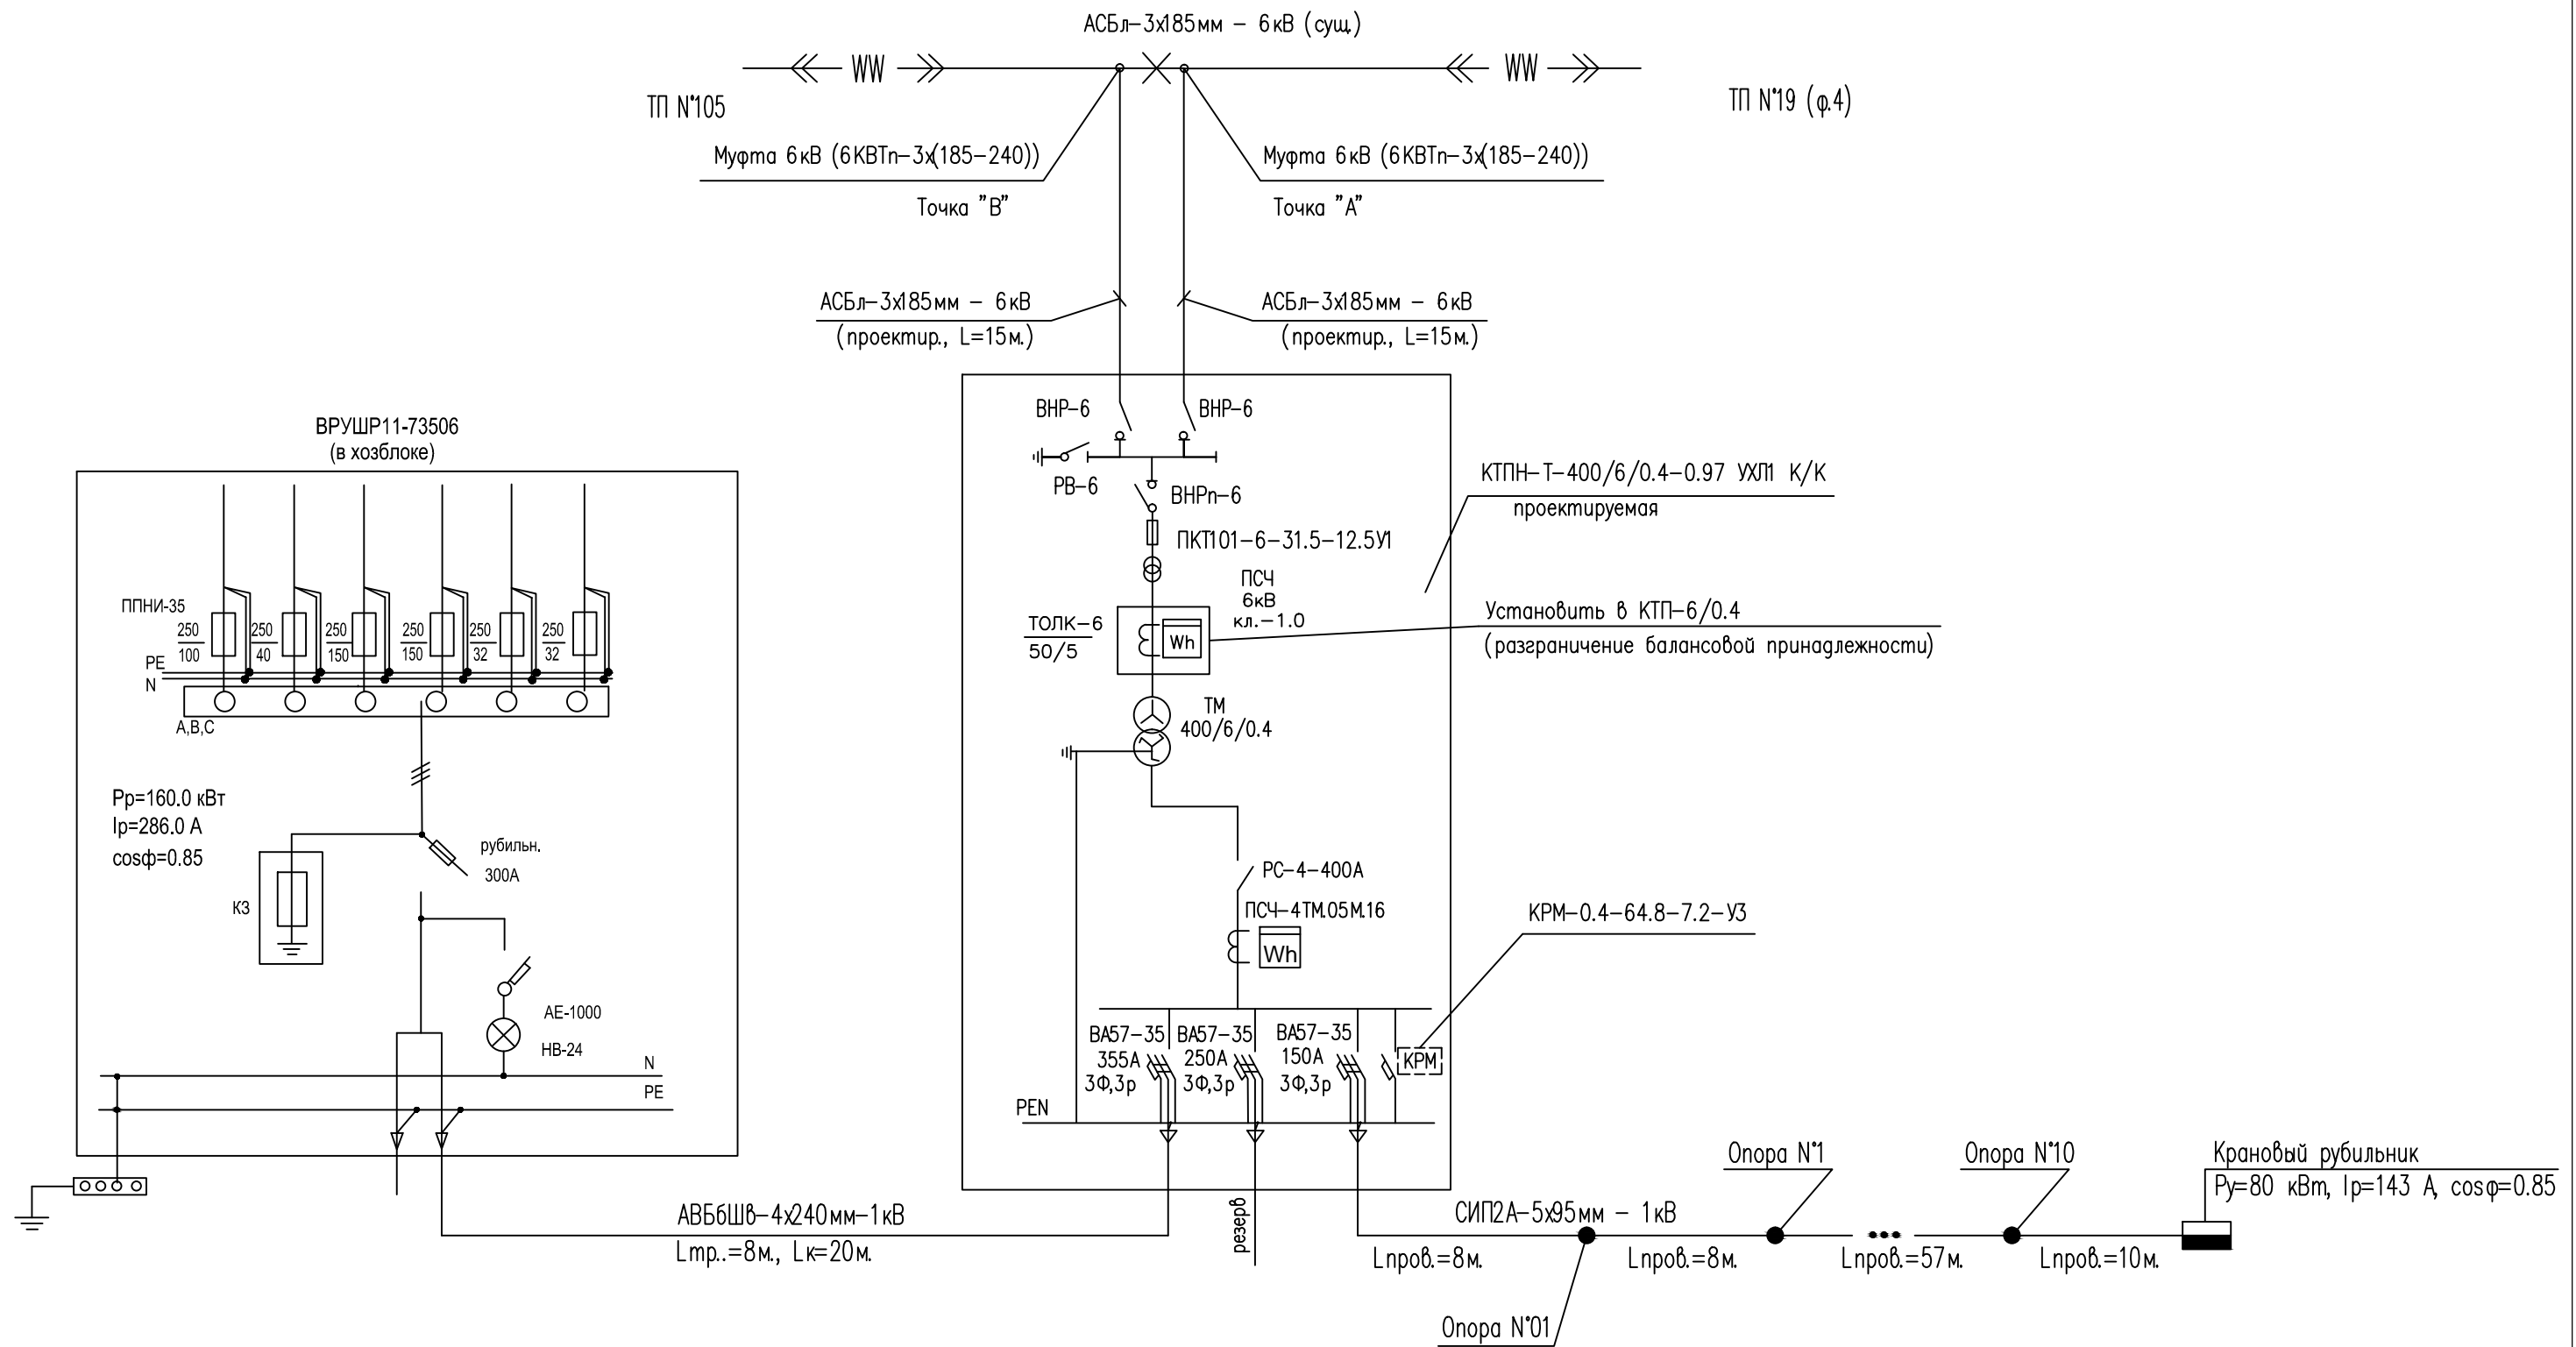 АСБл-3х185мм - 6кВ (сущ.)
WW
WW
ТП N°105
ТП N°19 (ф.4)
Муфта 6кВ (6КВТп-3х(185-240))
Точка "В"
Муфта 6кВ (6КВТп-3х(185-240))
Точка "А"
АСБл-3х185мм - 6кВ
(проектир., L=15м.)
АСБл-3х185мм - 6кВ
(проектир., L=15м.)
ВРУШР11-73506
(в хозблоке)
ППНИ-35
250
100
250
40
250
150
250
150
250
32
250
32
PE
N
А,В,С
Рр=160.0 кВт
Iр=286.0 А
cosф=0.85
рубильн.
300А
КЗ
АЕ-1000
НВ-24
N
PE
ВНР-6
ВНР-6
РВ-6
ВНРп-6
ПКТ101-6-31.5-12.5У1
ПСЧ
6кВ
кл.-1.0
ТОЛК-6
50/5
Wh
ТМ
400/6/0.4
РС-4-400А
ПСЧ-4ТМ.05М.16
Wh
ВА57-35
355А
3Ф,3р
ВА57-35
250А
3Ф,3р
ВА57-35
150А
3Ф,3р
КРМ
PEN
КТПН-Т-400/6/0.4-0.97 УХЛ1 К/К
проектируемая
Установить в КТП-6/0.4
(разграничение балансовой принадлежности)
КРМ-0.4-64.8-7.2-У3
АВБбШв-4х240мм-1кВ
Lтр..=8м., Lк=20м.
резерв
СИП2А-5х95мм - 1кВ
Lпров.=8м.
Lпров.=8м.
Lпров.=57м.
Lпров.=10м.
Опора N°01
Опора N°1
Опора N°10
Крановый рубильник
Ру=80 кВт, Iр=143 А, cosφ=0.85